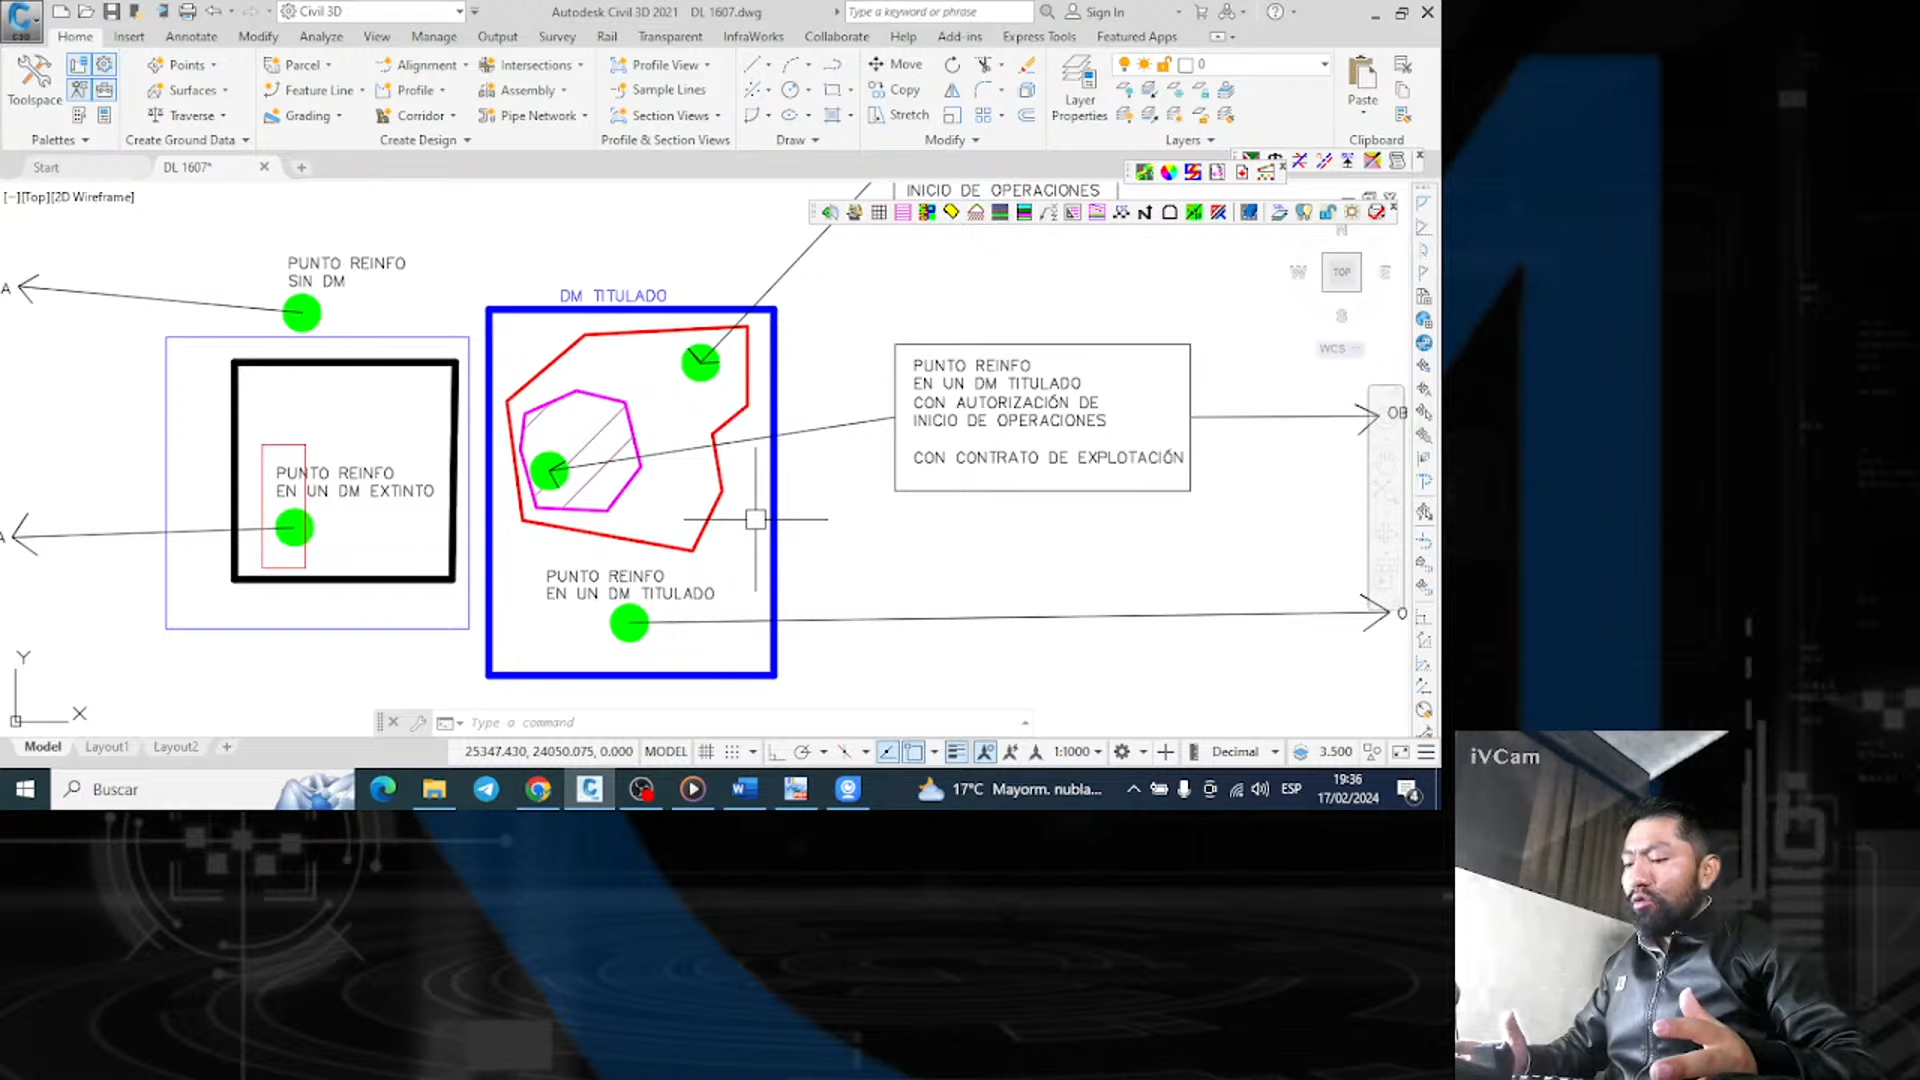 Civil 3D
Autodesk Civil 3D 2021 DL 1607.dwg
Type a keyword or phrase
Sign In
C3D
Home Insert Annotate Modify Analyze View Manage Output Survey Rail Transparent InfraWorks Collaborate Help Add-ins Express Tools Featured Apps
Toolspace
Points
Surfaces
Traverse
Parcel
Feature Line
Grading
Alignment
Profile
Corridor
Intersections
Assembly
Pipe Network
Profile View
Sample Lines
Section Views
Move
Copy
Stretch
Layer
Properties
0
Paste
Palettes
Create Ground Data
Create Design
Profile & Section Views
Draw
Modify
Layers
Clipboard
Start
DL 1607*
[−][Top][2D Wireframe]
INICIO DE OPERACIONES
N
W
TOP
E
S
WCS
PUNTO REINFO
SIN DM
A
DM TITULADO
PUNTO REINFO
EN UN DM TITULADO
CON AUTORIZACIÓN DE
INICIO DE OPERACIONES
CON CONTRATO DE EXPLOTACIÓN
OB
PUNTO REINFO
EN UN DM EXTINTO
A
PUNTO REINFO
EN UN DM TITULADO
O
Y
X
Type a command
Model Layout1 Layout2
25347.430, 24050.075, 0.000 MODEL
1:1000
Decimal
3.500
Buscar
17°C Mayorm. nubla...
ESP
19:36
17/02/2024
4
iVCam